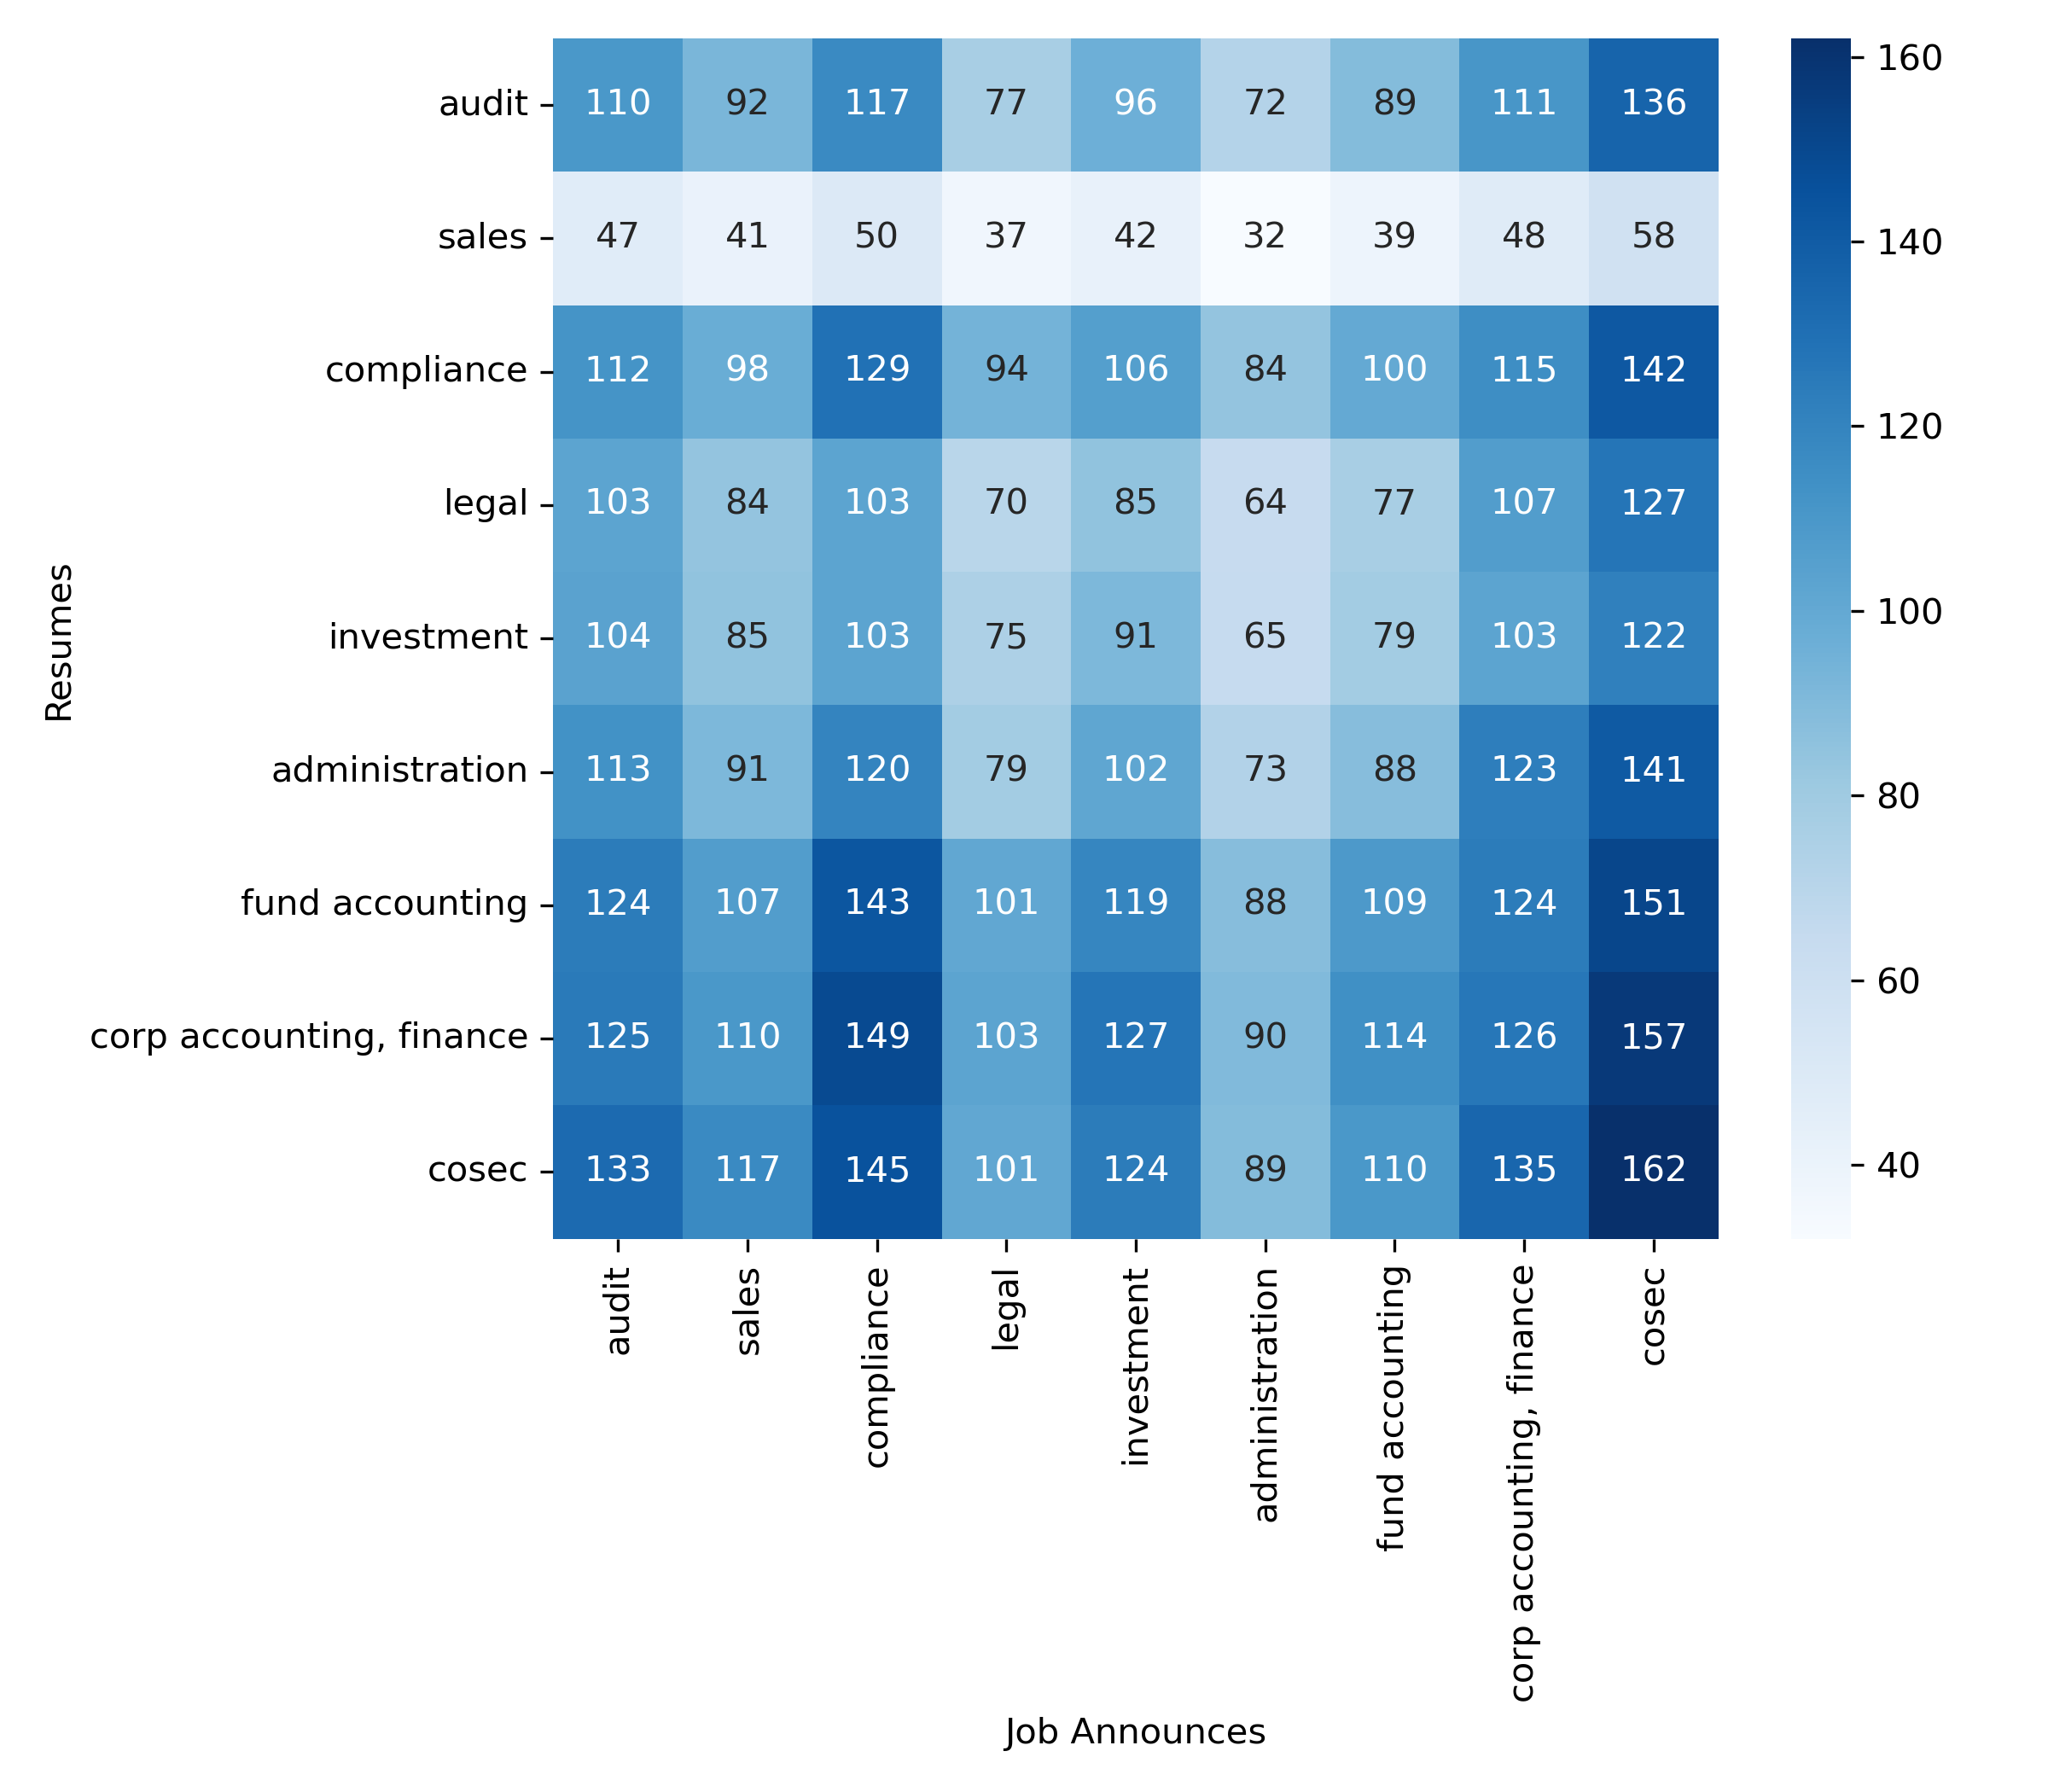 audit 110 92 117 77 96 72 89 111 136
sales 47 41 50 37 42 32 39 48 58
compliance 112 98 129 94 106 84 100 115 142
legal 103 84 103 70 85 64 77 107 127
investment 104 85 103 75 91 65 79 103 122
administration 113 91 120 79 102 73 88 123 141
fund accounting 124 107 143 101 119 88 109 124 151
corp accounting, finance 125 110 149 103 127 90 114 126 157
cosec 133 117 145 101 124 89 110 135 162
Resumes
audit
sales
compliance
legal
investment
administration
fund accounting
corp accounting, finance
cosec
Job Announces
160
140
120
100
80
60
40